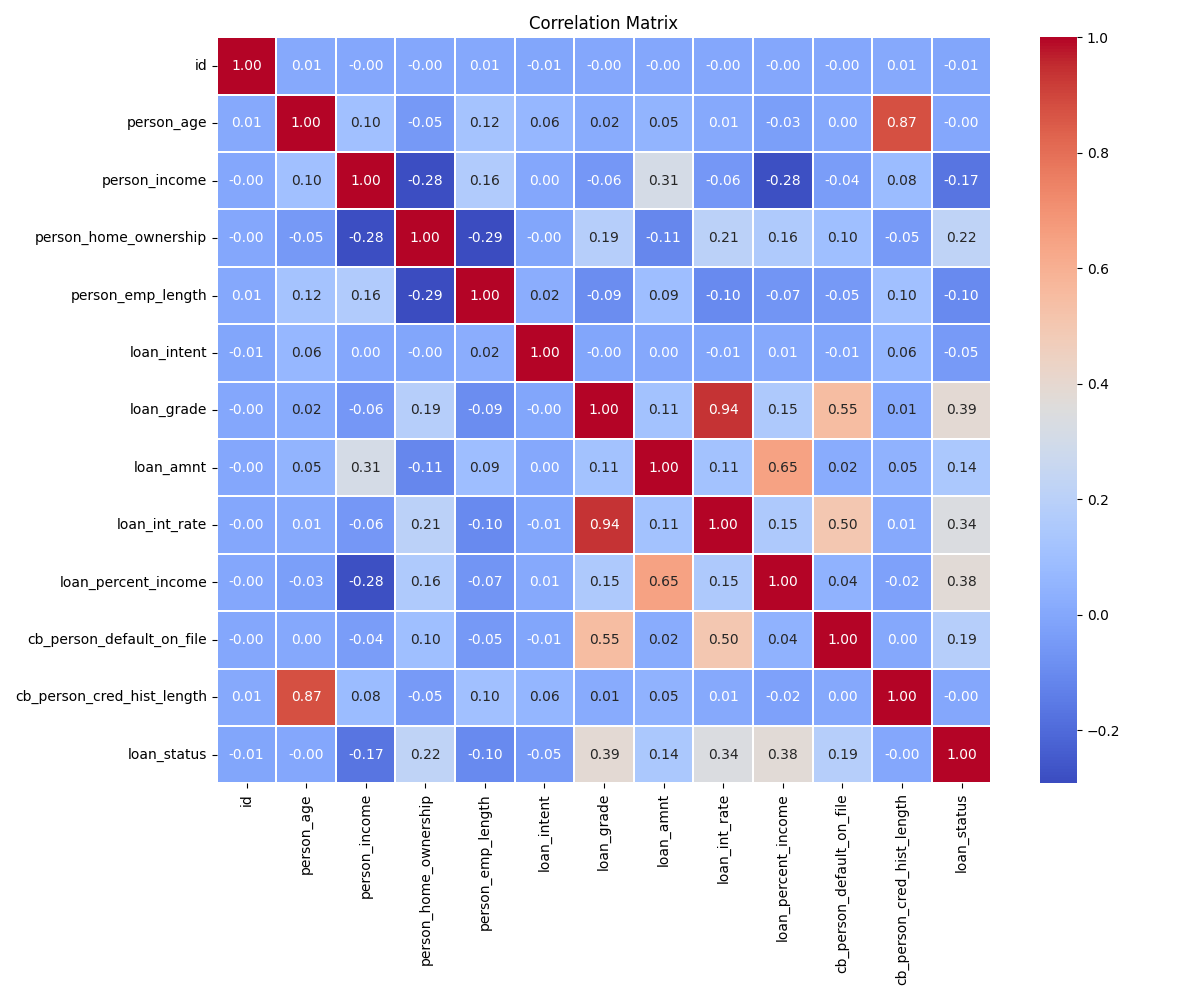 Correlation Matrix
id 1.00 0.01 -0.00 -0.00 0.01 -0.01 -0.00 -0.00 -0.00 -0.00 -0.00 0.01 -0.01
person_age 0.01 1.00 0.10 -0.05 0.12 0.06 0.02 0.05 0.01 -0.03 0.00 0.87 -0.00
person_income -0.00 0.10 1.00 -0.28 0.16 0.00 -0.06 0.31 -0.06 -0.28 -0.04 0.08 -0.17
person_home_ownership -0.00 -0.05 -0.28 1.00 -0.29 -0.00 0.19 -0.11 0.21 0.16 0.10 -0.05 0.22
person_emp_length 0.01 0.12 0.16 -0.29 1.00 0.02 -0.09 0.09 -0.10 -0.07 -0.05 0.10 -0.10
loan_intent -0.01 0.06 0.00 -0.00 0.02 1.00 -0.00 0.00 -0.01 0.01 -0.01 0.06 -0.05
loan_grade -0.00 0.02 -0.06 0.19 -0.09 -0.00 1.00 0.11 0.94 0.15 0.55 0.01 0.39
loan_amnt -0.00 0.05 0.31 -0.11 0.09 0.00 0.11 1.00 0.11 0.65 0.02 0.05 0.14
loan_int_rate -0.00 0.01 -0.06 0.21 -0.10 -0.01 0.94 0.11 1.00 0.15 0.50 0.01 0.34
loan_percent_income -0.00 -0.03 -0.28 0.16 -0.07 0.01 0.15 0.65 0.15 1.00 0.04 -0.02 0.38
cb_person_default_on_file -0.00 0.00 -0.04 0.10 -0.05 -0.01 0.55 0.02 0.50 0.04 1.00 0.00 0.19
cb_person_cred_hist_length 0.01 0.87 0.08 -0.05 0.10 0.06 0.01 0.05 0.01 -0.02 0.00 1.00 -0.00
loan_status -0.01 -0.00 -0.17 0.22 -0.10 -0.05 0.39 0.14 0.34 0.38 0.19 -0.00 1.00
id
person_age
person_income
person_home_ownership
person_emp_length
loan_intent
loan_grade
loan_amnt
loan_int_rate
loan_percent_income
cb_person_default_on_file
cb_person_cred_hist_length
loan_status
1.0
0.8
0.6
0.4
0.2
0.0
−0.2